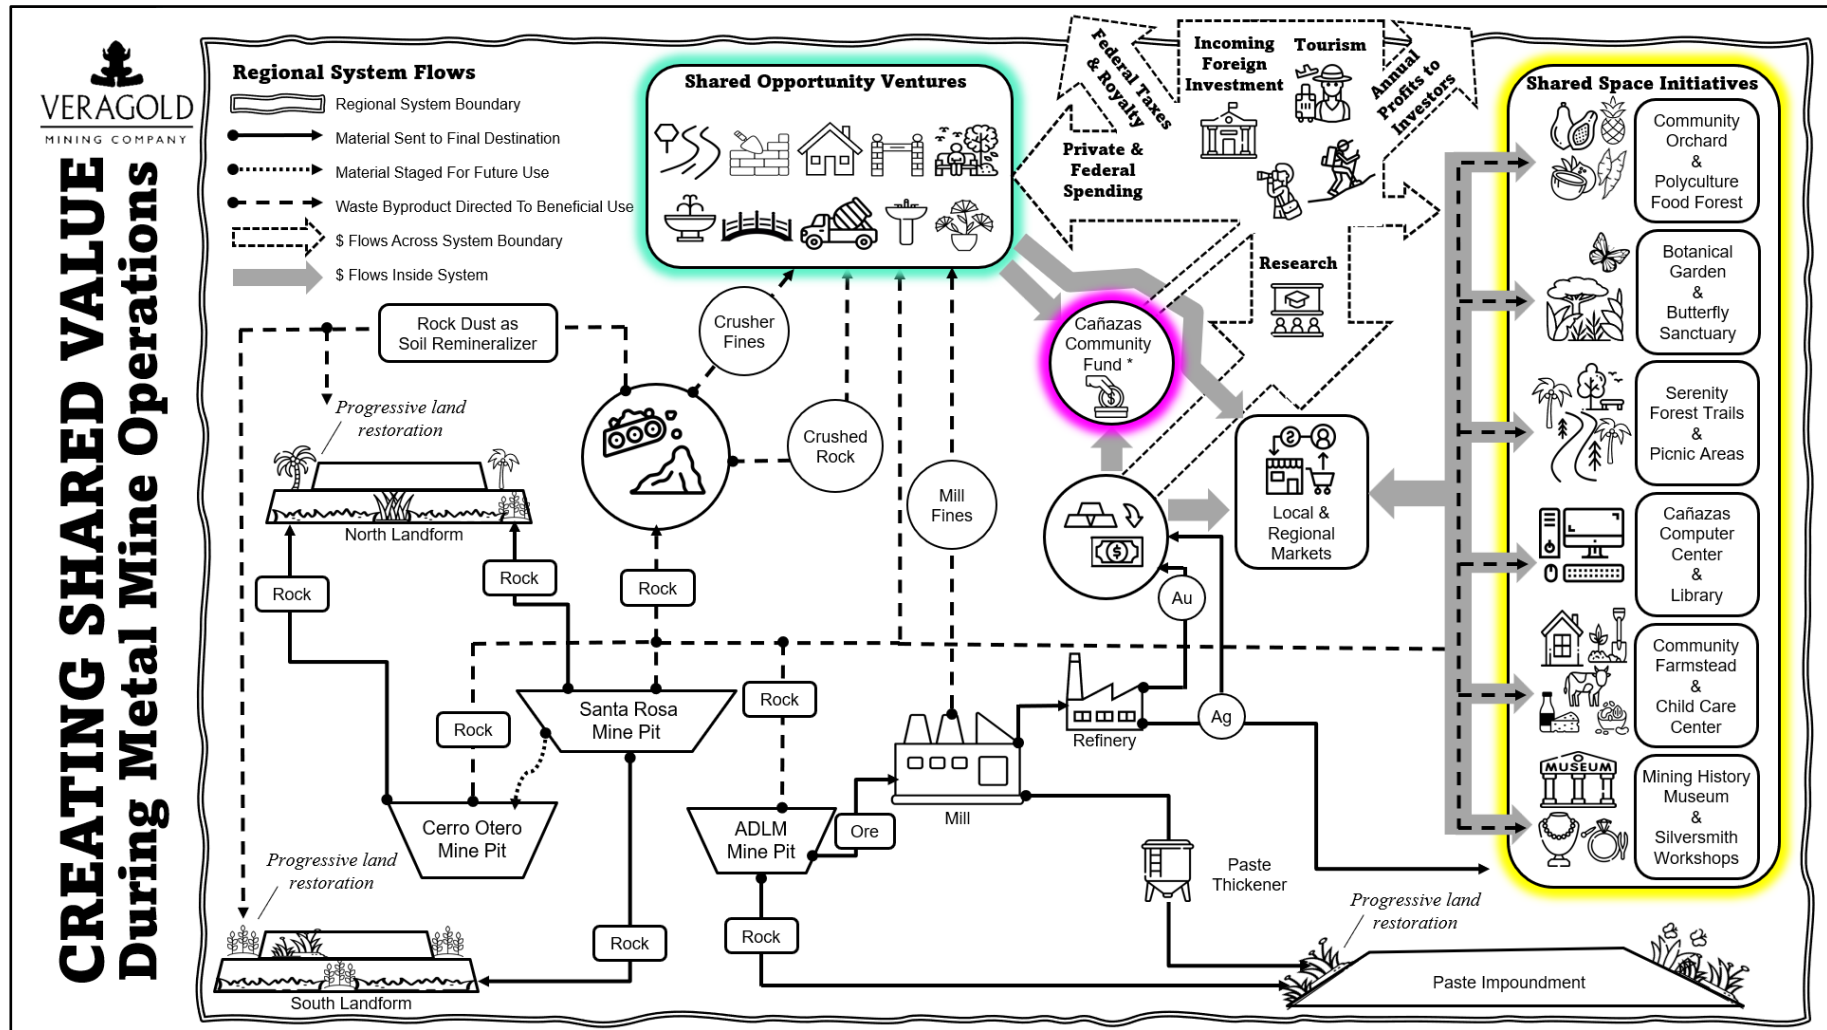 VERAGOLD
MINING COMPANY
CREATING SHARED VALUE
During Metal Mine Operations
Regional System Flows
Regional System Boundary
Material Sent to Final Destination
Material Staged For Future Use
Waste Byproduct Directed To Beneficial Use
$ Flows Across System Boundary
$ Flows Inside System
Shared Opportunity Ventures
Federal Taxes
& Royalty
Incoming
Foreign
Investment
Tourism
Annual
Profits to
Investors
Private &
Federal
Spending
Research
Shared Space Initiatives
Community
Orchard
&
Polyculture
Food Forest
Botanical
Garden
&
Butterfly
Sanctuary
Serenity
Forest Trails
&
Picnic Areas
Cañazas
Computer
Center
&
Library
Community
Farmstead
&
Child Care
Center
MUSEUM
Mining History
Museum
&
Silversmith
Workshops
Rock Dust as
Soil Remineralizer
Crusher
Fines
Crushed
Rock
Mill
Fines
Cañazas
Community
Fund *
$
Local &
Regional
Markets
$
$
Progressive land
restoration
North Landform
Rock
Rock
Rock
Au
Ag
Rock
Rock
Santa Rosa
Mine Pit
Cerro Otero
Mine Pit
ADLM
Mine Pit
Ore
Mill
Refinery
Paste
Thickener
Progressive land
restoration
South Landform
Rock
Rock
Progressive land
restoration
Paste Impoundment